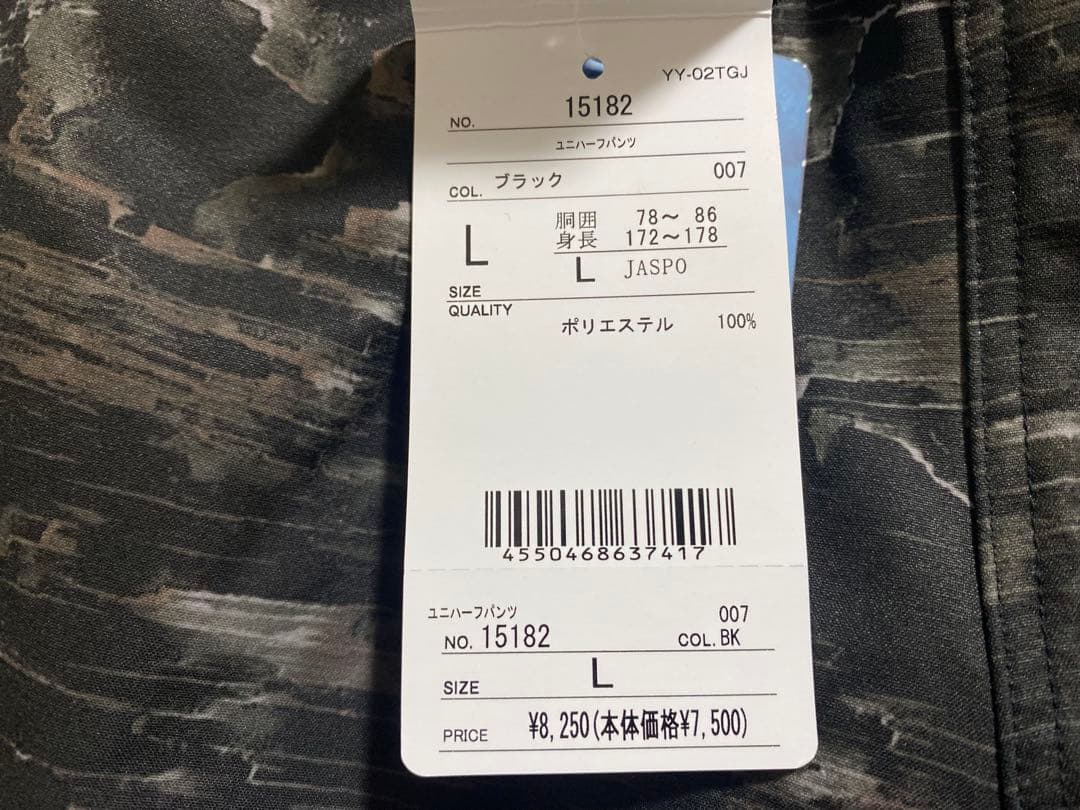 YY-02TGJ
NO. 15182
ユニハーフパンツ
COL. ブラック 007
L 胴囲 78～ 86
身長 172～178
L JASPO
SIZE
QUALITY
ポリエステル 100%
4550468637417
ユニハーフパンツ 007
NO. 15182 COL. BK
SIZE L
PRICE ¥8,250(本体価格¥7,500)